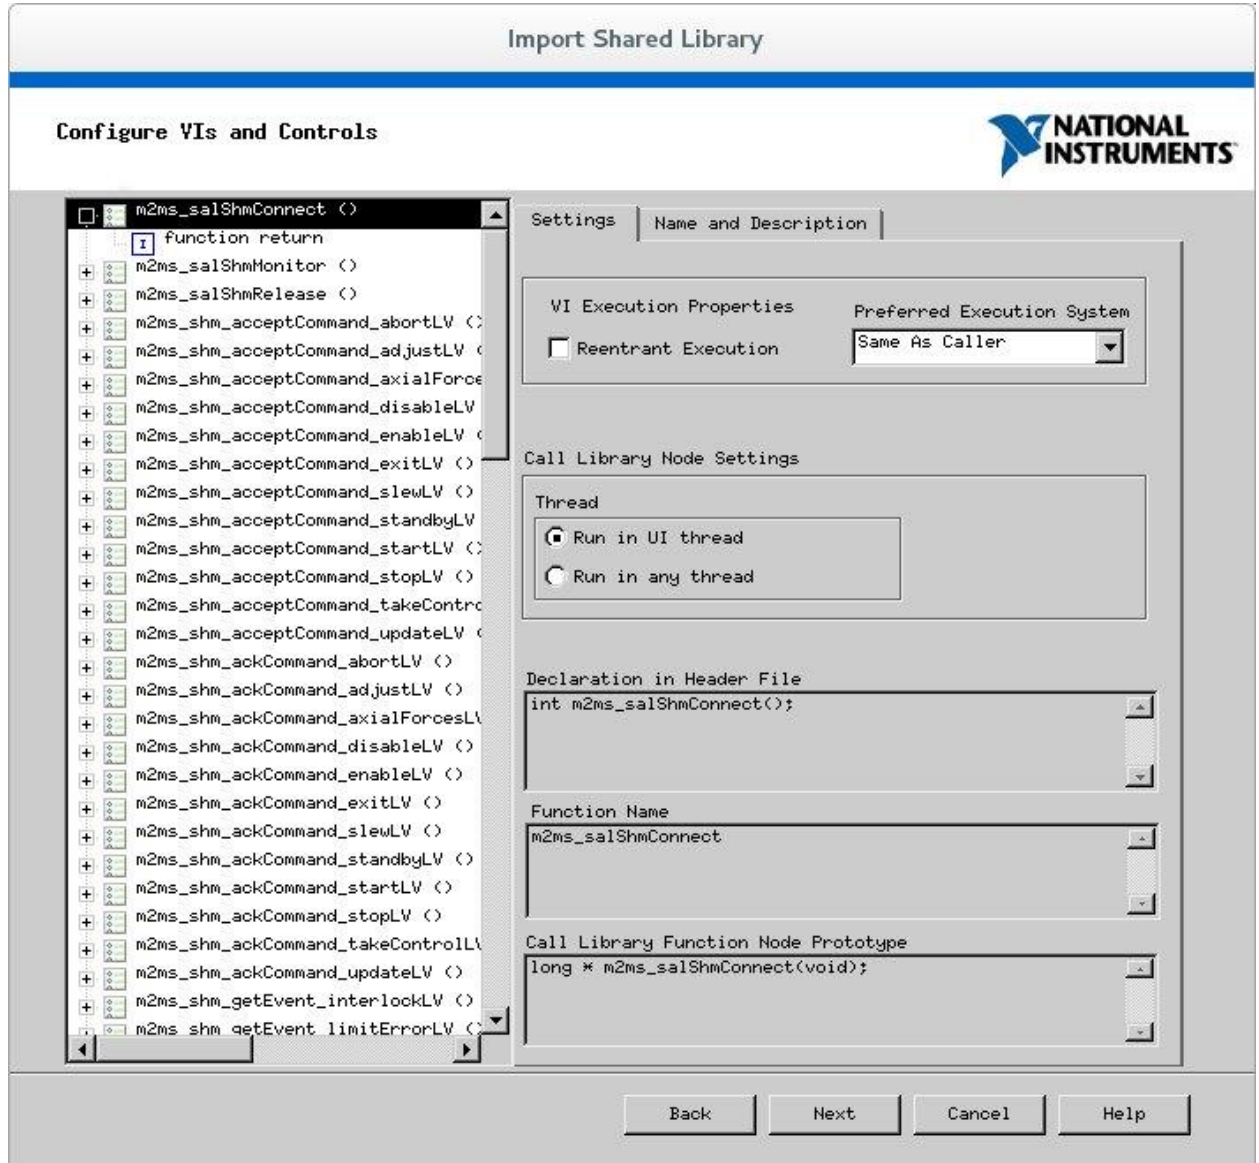 Import Shared Library
Configure VIs and Controls
NATIONAL
INSTRUMENTS
m2ms_salShmConnect ()
I function return
m2ms_salShmMonitor ()
m2ms_salShmRelease ()
m2ms_shm_acceptCommand_abortLV ()
m2ms_shm_acceptCommand_adjustLV (
m2ms_shm_acceptCommand_axialForce
m2ms_shm_acceptCommand_disableLV
m2ms_shm_acceptCommand_enableLV (
m2ms_shm_acceptCommand_exitLV ()
m2ms_shm_acceptCommand_slewLV ()
m2ms_shm_acceptCommand_standbyLV
m2ms_shm_acceptCommand_startLV ()
m2ms_shm_acceptCommand_stopLV ()
m2ms_shm_acceptCommand_takeContro
m2ms_shm_acceptCommand_updateLV (
m2ms_shm_ackCommand_abortLV ()
m2ms_shm_ackCommand_adjustLV ()
m2ms_shm_ackCommand_axialForcesLV
m2ms_shm_ackCommand_disableLV ()
m2ms_shm_ackCommand_enableLV ()
m2ms_shm_ackCommand_exitLV ()
m2ms_shm_ackCommand_slewLV ()
m2ms_shm_ackCommand_standbyLV ()
m2ms_shm_ackCommand_startLV ()
m2ms_shm_ackCommand_stopLV ()
m2ms_shm_ackCommand_takeControlLV
m2ms_shm_ackCommand_updateLV ()
m2ms_shm_getEvent_interlockLV ()
m2ms_shm_getEvent_limitErrorLV ()
Settings
Name and Description
VI Execution Properties
Reentrant Execution
Preferred Execution System
Same As Caller
Call Library Node Settings
Thread
Run in UI thread
Run in any thread
Declaration in Header File
int m2ms_salShmConnect();
Function Name
m2ms_salShmConnect
Call Library Function Node Prototype
long * m2ms_salShmConnect(void);
Back
Next
Cancel
Help